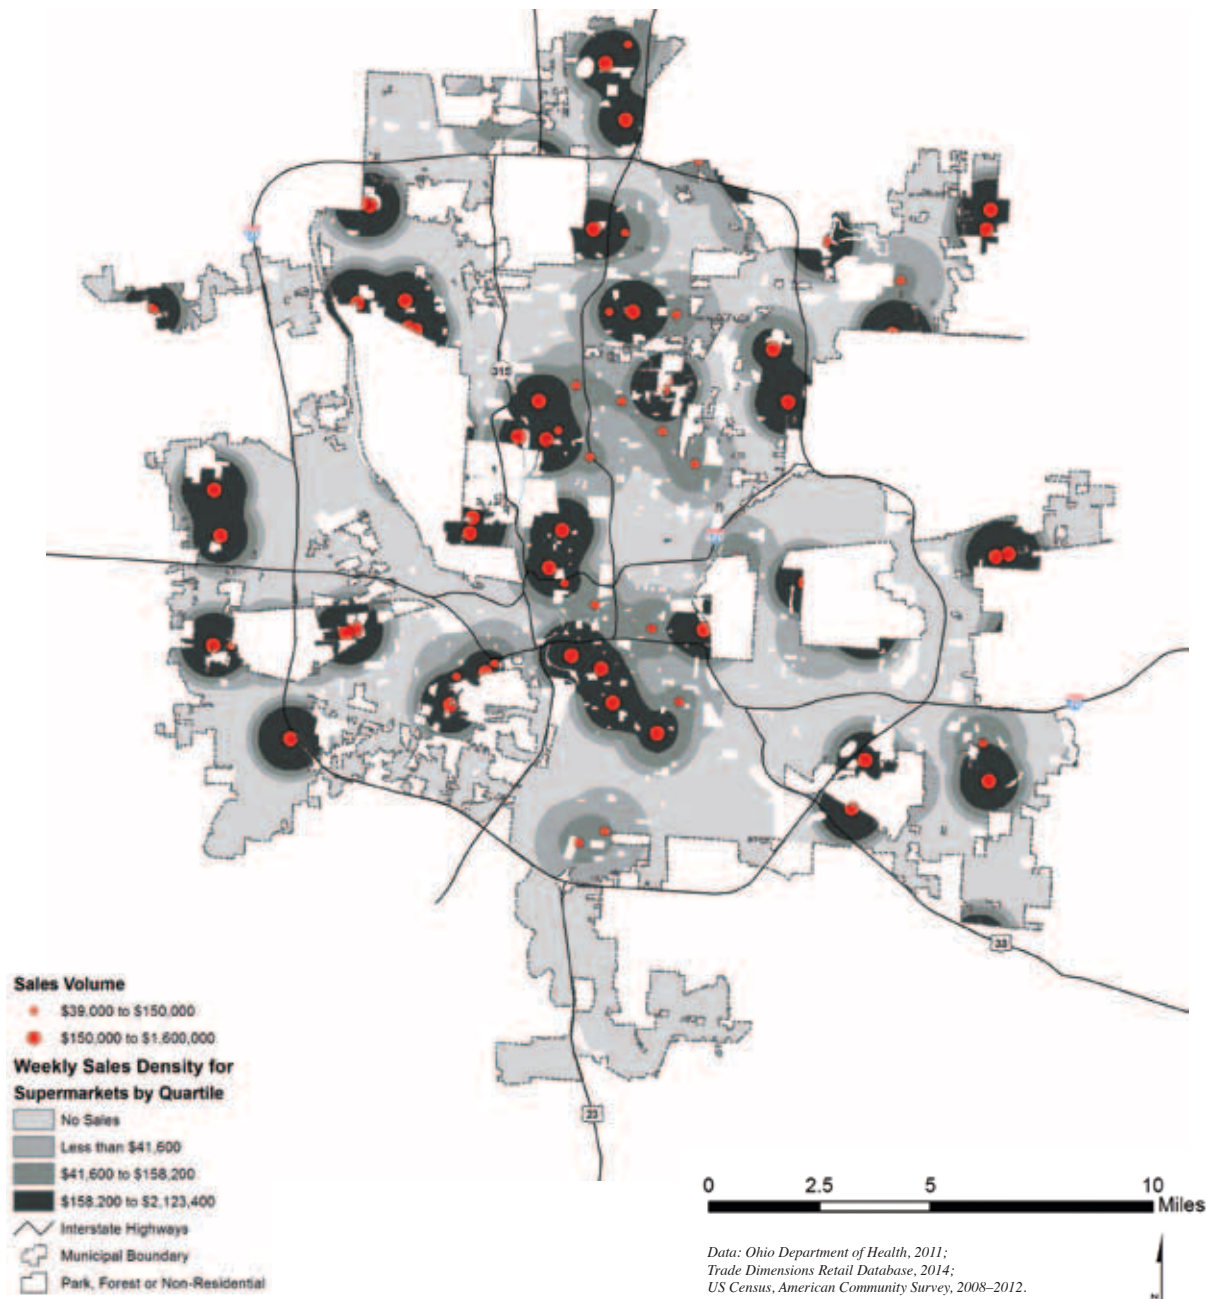 315
33
23
Sales Volume
$39,000 to $150,000
$150,000 to $1,600,000
Weekly Sales Density for
Supermarkets by Quartile
No Sales
Less than $41,600
$41,600 to $158,200
$158,200 to $2,123,400
Interstate Highways
Municipal Boundary
Park, Forest or Non-Residential
0 2.5 5 10
Miles
Data: Ohio Department of Health, 2011;
Trade Dimensions Retail Database, 2014;
US Census, American Community Survey, 2008–2012.
N